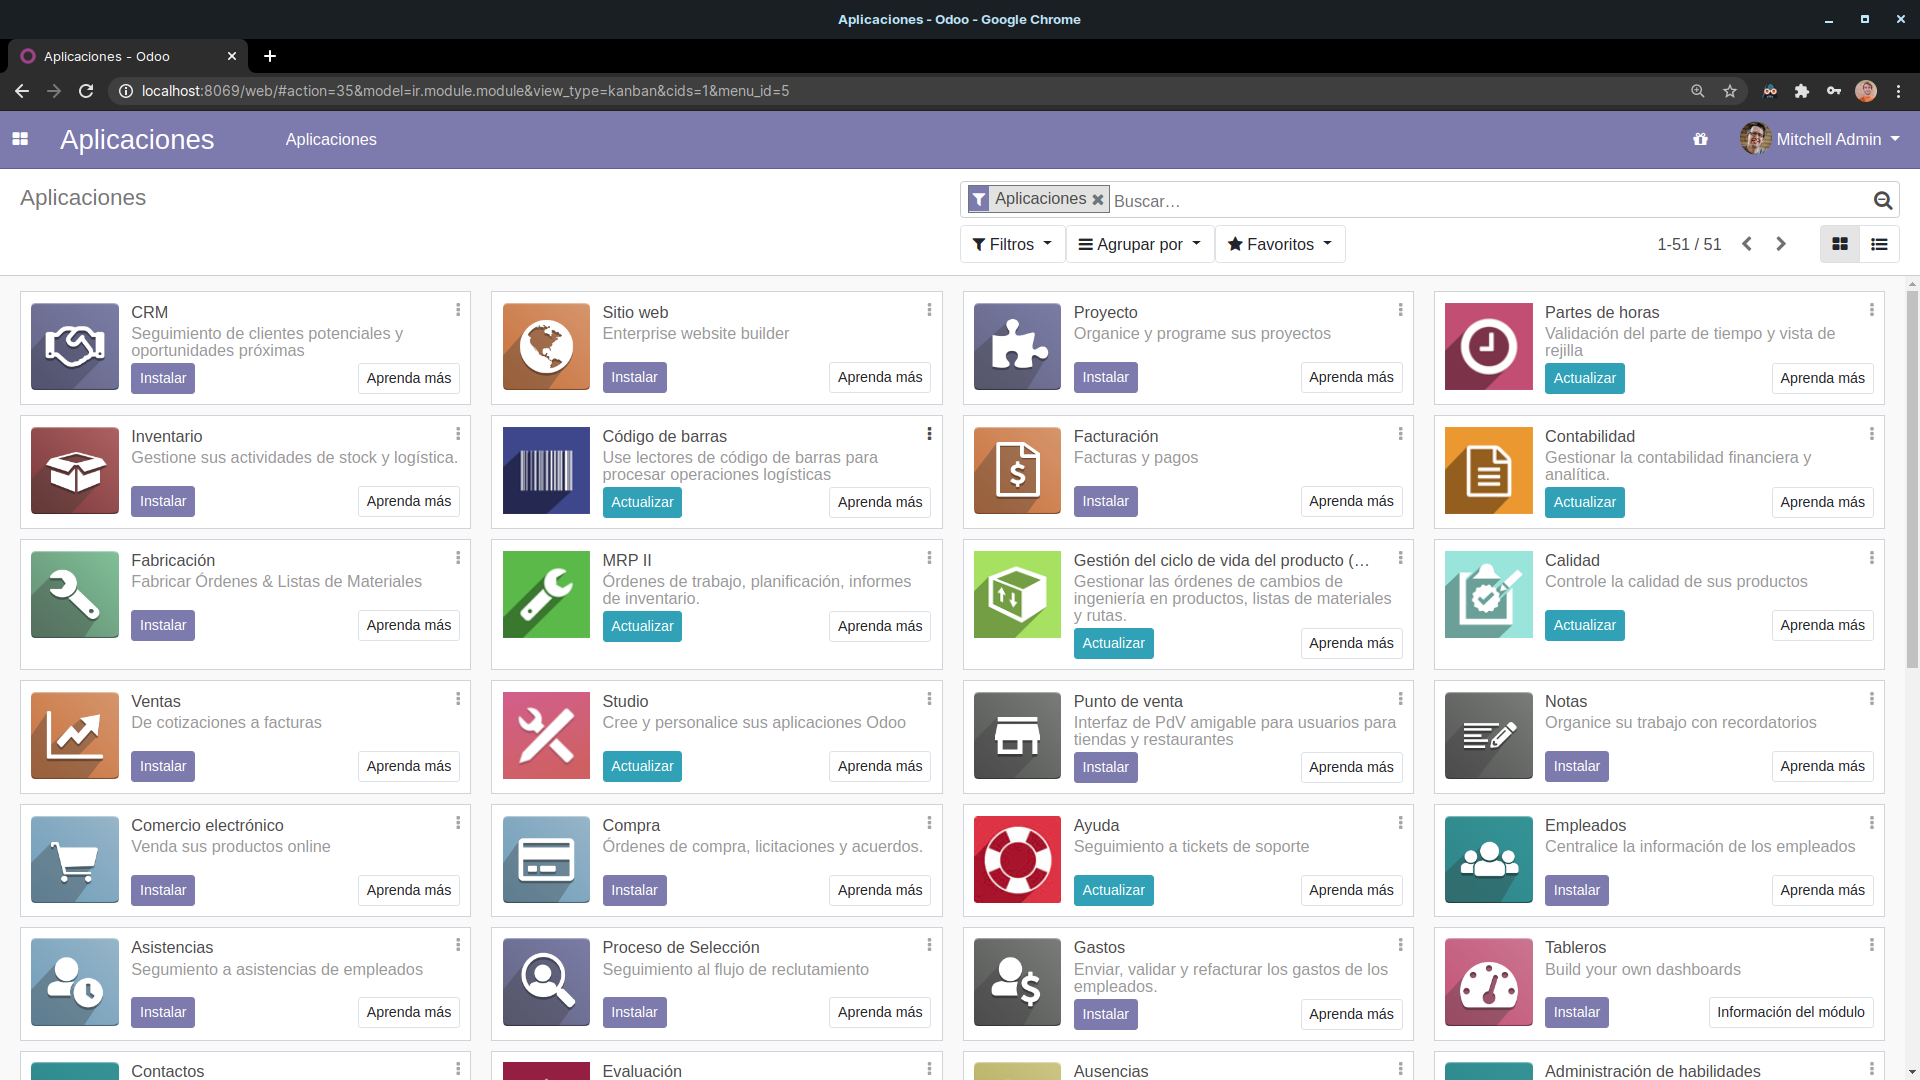 Aplicaciones - Odoo - Google Chrome
Aplicaciones - Odoo
localhost:8069/web/#action=35&model=ir.module.module&view_type=kanban&cids=1&menu_id=5
Aplicaciones Aplicaciones Mitchell Admin
Aplicaciones
Aplicaciones Buscar...
Filtros Agrupar por Favoritos 1-51 / 51
CRM
Seguimiento de clientes potenciales y
oportunidades próximas
Instalar Aprenda más
Sitio web
Enterprise website builder
Instalar Aprenda más
Proyecto
Organice y programe sus proyectos
Instalar Aprenda más
Partes de horas
Validación del parte de tiempo y vista de
rejilla
Actualizar Aprenda más
Inventario
Gestione sus actividades de stock y logística.
Instalar Aprenda más
Código de barras
Use lectores de código de barras para
procesar operaciones logísticas
Actualizar Aprenda más
Facturación
Facturas y pagos
Instalar Aprenda más
Contabilidad
Gestionar la contabilidad financiera y
analítica.
Actualizar Aprenda más
Fabricación
Fabricar Órdenes & Listas de Materiales
Instalar Aprenda más
MRP II
Órdenes de trabajo, planificación, informes
de inventario.
Actualizar Aprenda más
Gestión del ciclo de vida del producto (...
Gestionar las órdenes de cambios de
ingeniería en productos, listas de materiales
y rutas.
Actualizar Aprenda más
Calidad
Controle la calidad de sus productos
Actualizar Aprenda más
Ventas
De cotizaciones a facturas
Instalar Aprenda más
Studio
Cree y personalice sus aplicaciones Odoo
Actualizar Aprenda más
Punto de venta
Interfaz de PdV amigable para usuarios para
tiendas y restaurantes
Instalar Aprenda más
Notas
Organice su trabajo con recordatorios
Instalar Aprenda más
Comercio electrónico
Venda sus productos online
Instalar Aprenda más
Compra
Órdenes de compra, licitaciones y acuerdos.
Instalar Aprenda más
Ayuda
Seguimiento a tickets de soporte
Actualizar Aprenda más
Empleados
Centralice la información de los empleados
Instalar Aprenda más
Asistencias
Segumiento a asistencias de empleados
Instalar Aprenda más
Proceso de Selección
Seguimiento al flujo de reclutamiento
Instalar Aprenda más
Gastos
Enviar, validar y refacturar los gastos de los
empleados.
Instalar Aprenda más
Tableros
Build your own dashboards
Instalar Información del módulo
Contactos
Evaluación
Ausencias
Administración de habilidades